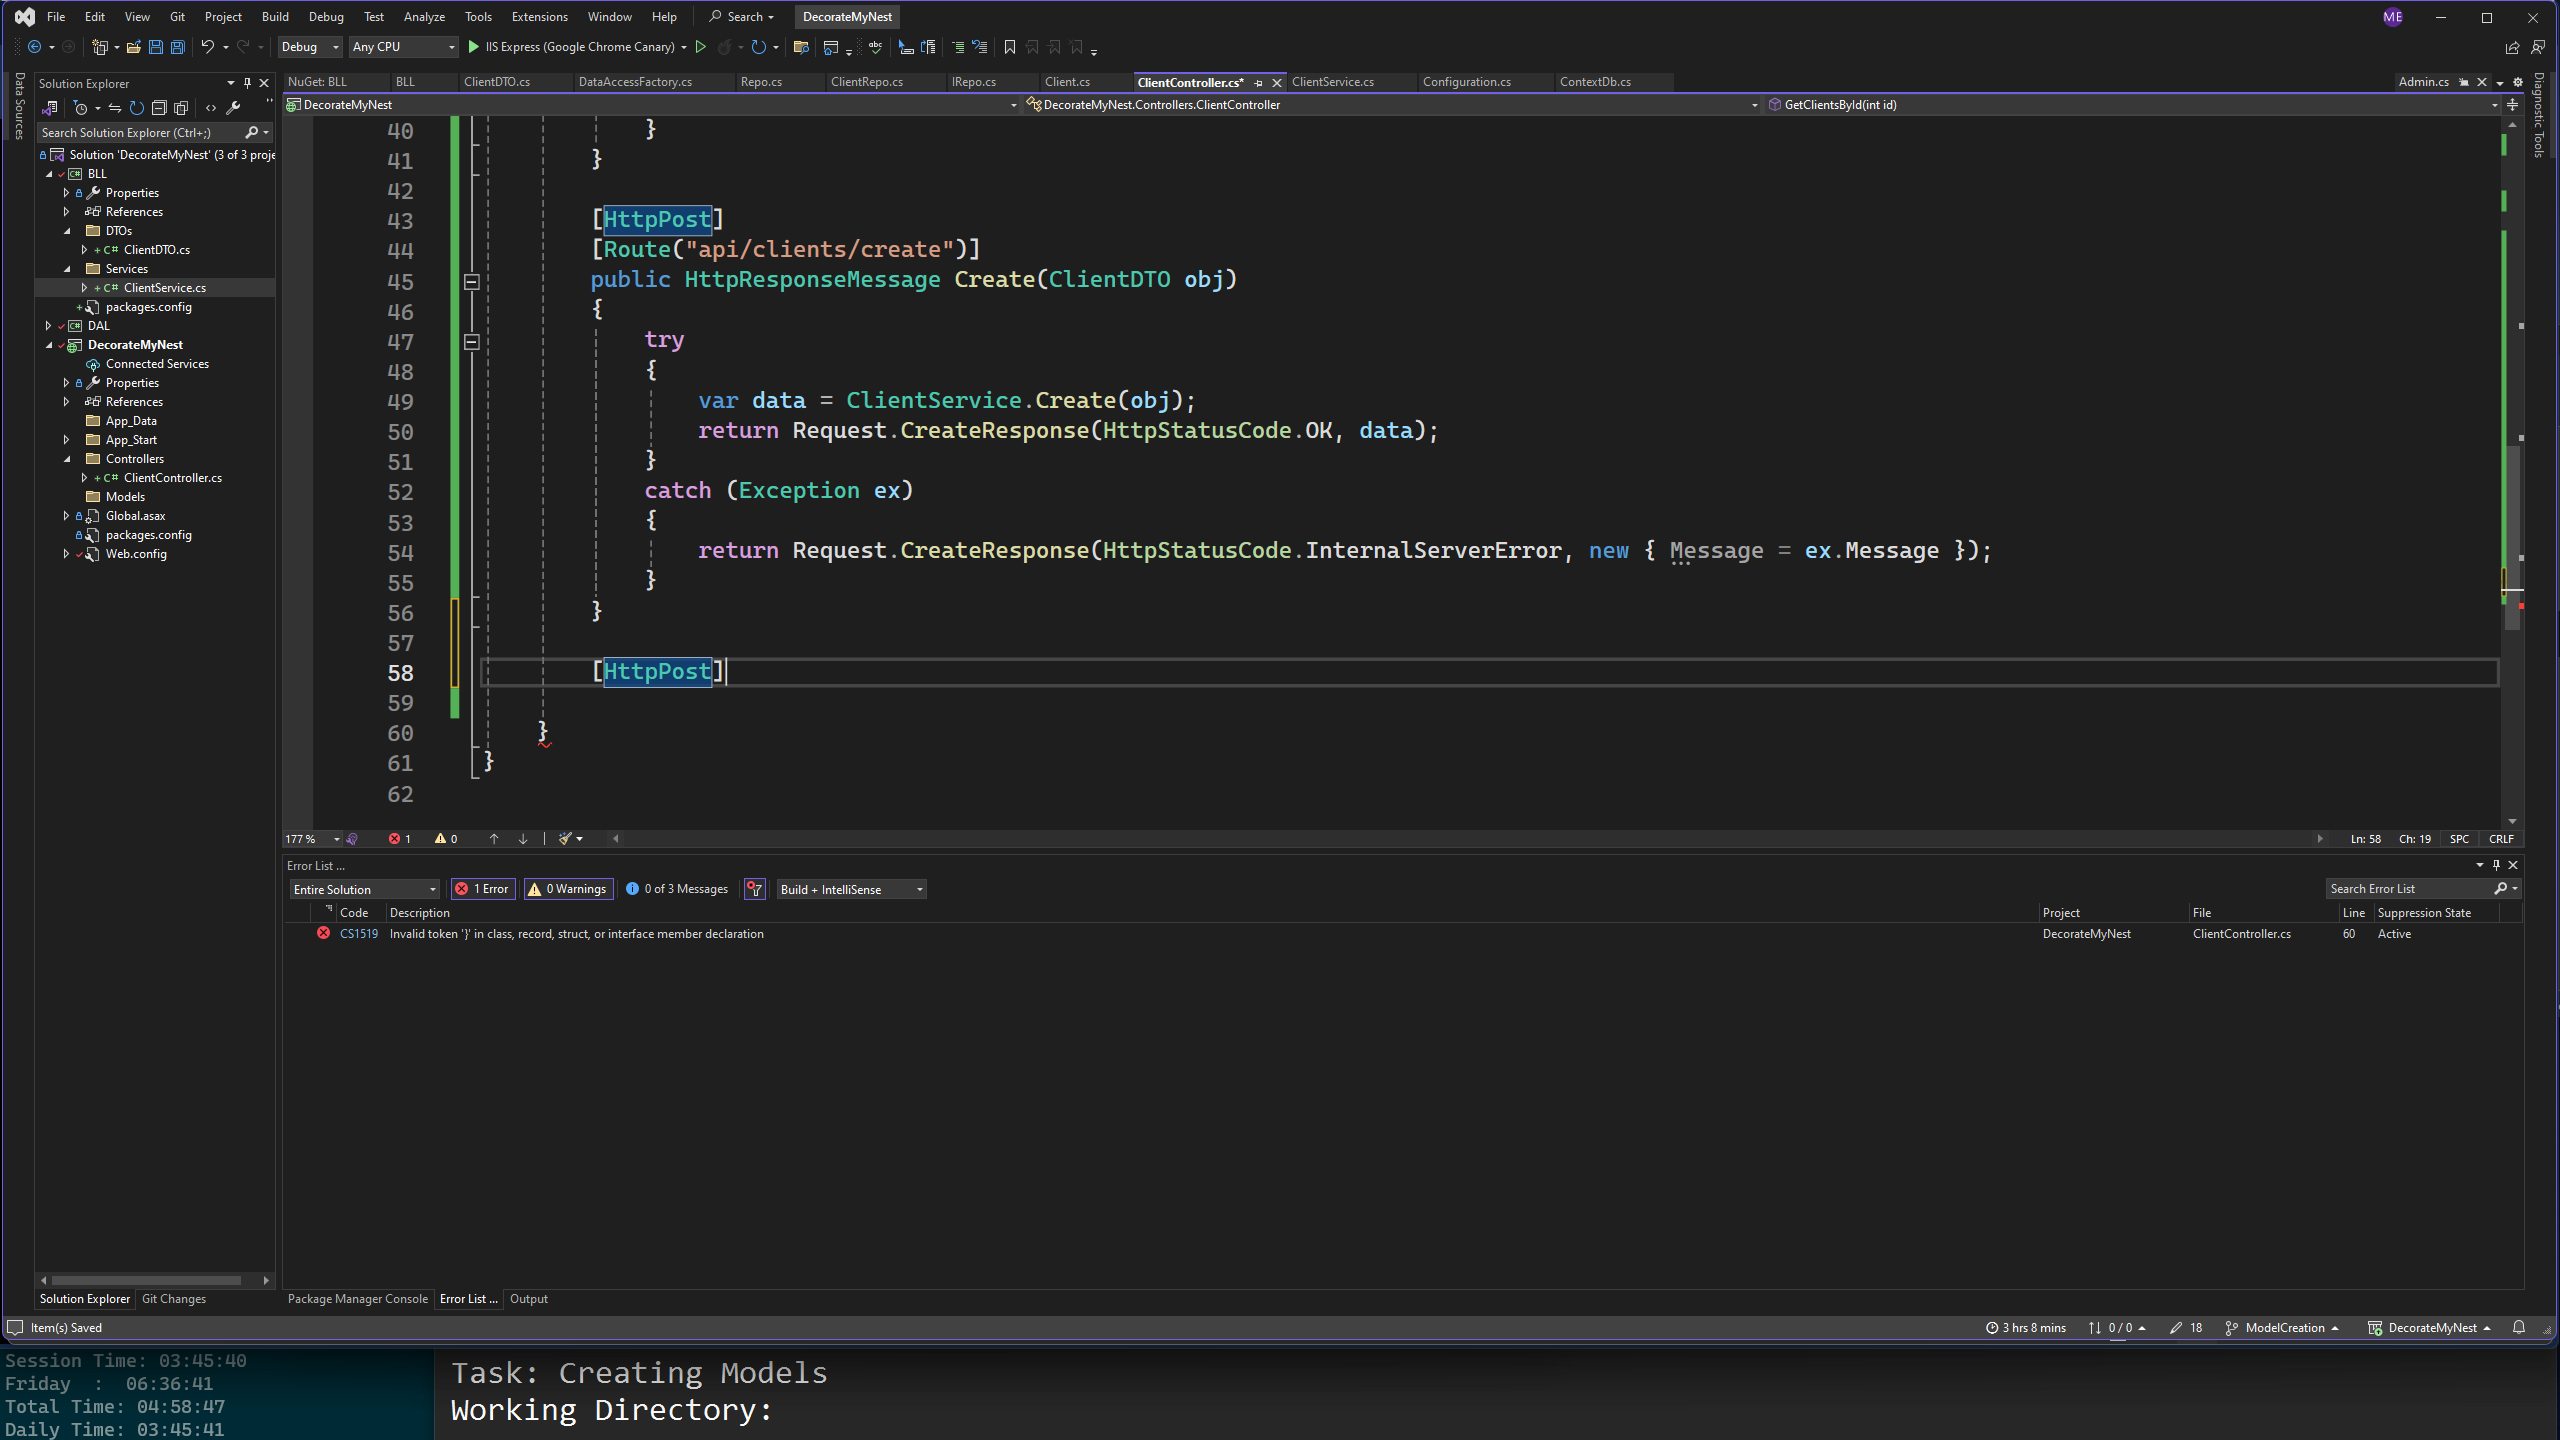 File Edit View Git Project Build Debug Test Analyze Tools Extensions Window Help Search DecorateMyNest ME
Debug Any CPU IIS Express (Google Chrome Canary)
Data Sources
Solution Explorer
Search Solution Explorer (Ctrl+;)
Solution 'DecorateMyNest' (3 of 3 proje
BLL
Properties
References
DTOs
C# ClientDTO.cs
Services
C# ClientService.cs
packages.config
DAL
DecorateMyNest
Connected Services
Properties
References
App_Data
App_Start
Controllers
C# ClientController.cs
Models
Global.asax
packages.config
Web.config
Solution Explorer Git Changes
NuGet: BLL BLL ClientDTO.cs DataAccessFactory.cs Repo.cs ClientRepo.cs IRepo.cs Client.cs ClientController.cs* ClientService.cs Configuration.cs ContextDb.cs Admin.cs
DecorateMyNest DecorateMyNest.Controllers.ClientController GetClientsById(int id)
Diagnostic Tools
40 }
41 }
42
43 [HttpPost]
44 [Route("api/clients/create")]
45 public HttpResponseMessage Create(ClientDTO obj)
46 {
47 try
48 {
49 var data = ClientService.Create(obj);
50 return Request.CreateResponse(HttpStatusCode.OK, data);
51 }
52 catch (Exception ex)
53 {
54 return Request.CreateResponse(HttpStatusCode.InternalServerError, new { Message = ex.Message });
55 }
56 }
57
58 [HttpPost]
59
60 }
61 }
62
177 % 1 0 Ln: 58 Ch: 19 SPC CRLF
Error List ...
Entire Solution 1 Error 0 Warnings 0 of 3 Messages Build + IntelliSense Search Error List
Code Description Project File Line Suppression State
CS1519 Invalid token '}' in class, record, struct, or interface member declaration DecorateMyNest ClientController.cs 60 Active
Package Manager Console Error List ... Output
Item(s) Saved 3 hrs 8 mins 0 / 0 18 ModelCreation DecorateMyNest
Session Time: 03:45:40
Friday : 06:36:41
Total Time: 04:58:47
Daily Time: 03:45:41
Task: Creating Models
Working Directory: